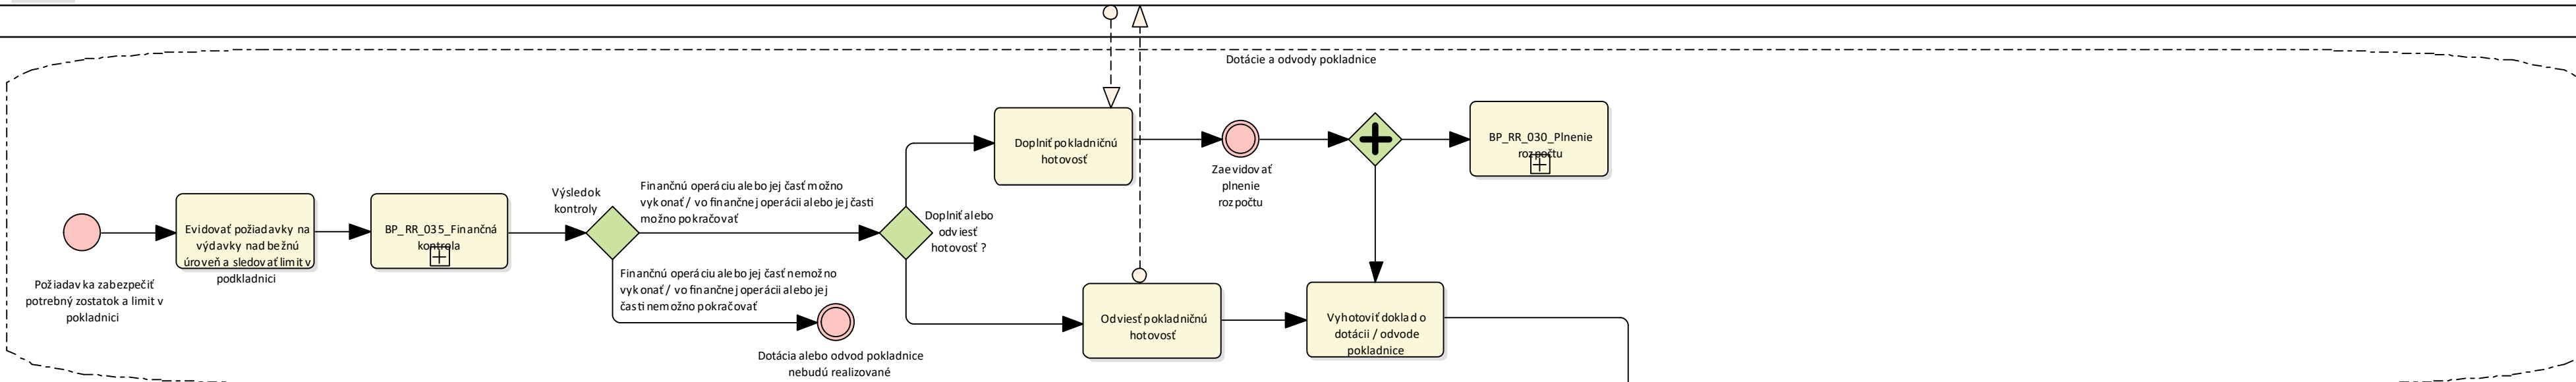 Dotácie a odvody pokladnice
Doplniť pokladničnú
hotovosť
Zaevidovať
plnenie
rozpočtu
BP_RR_030_Plnenie
rozpočtu
Požiadavka zabezpečiť
potrebný zostatok a limit v
pokladnici
Evidovať požiadavky na
výdavky nad bežnú
úroveň a sledovať limit v
podkladnici
BP_RR_035_Finančná
kontrola
Výsledok
kontroly
Finančnú operáciu alebo jej časť možno
vykonať / vo finančnej operácii alebo jej časti
možno pokračovať
Doplniť alebo
odviesť
hotovosť ?
Finančnú operáciu alebo jej časť nemožno
vykonať / vo finančnej operácii alebo jej
časti nemožno pokračovať
Dotácia alebo odvod pokladnice
nebudú realizované
Odviesť pokladničnú
hotovosť
Vyhotoviť doklad o
dotácii / odvode
pokladnice